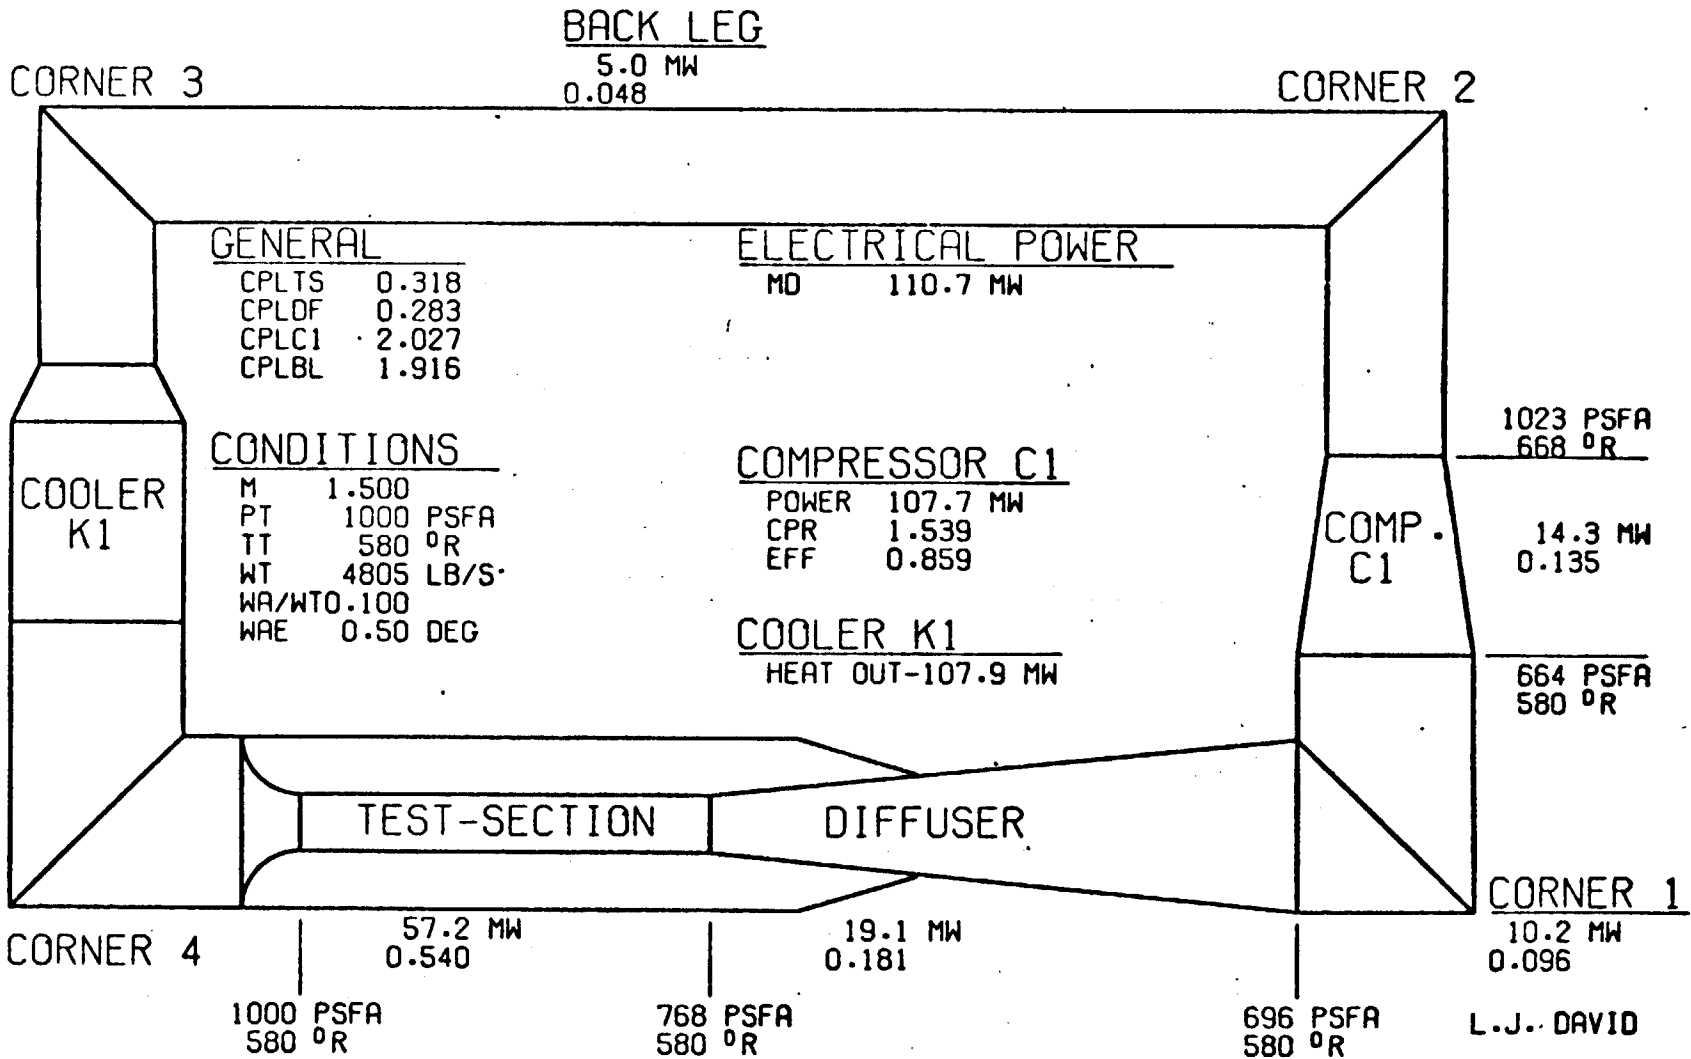 BACK LEG
5.0 MW
0.048
CORNER 3
CORNER 2
GENERAL
CPLTS 0.318
CPLDF 0.283
CPLC1 2.027
CPLBL 1.916
ELECTRICAL POWER
MD 110.7 MW
CONDITIONS
M 1.500
PT 1000 PSFA
TT 580 °R
WT 4805 LB/S
WA/WT0.100
WAE 0.50 DEG
COMPRESSOR C1
POWER 107.7 MW
CPR 1.539
EFF 0.859
COOLER K1
HEAT OUT-107.9 MW
COOLER
K1
COMP.
C1
1023 PSFA
668 °R
14.3 MW
0.135
664 PSFA
580 °R
TEST-SECTION
DIFFUSER
CORNER 4
57.2 MW
0.540
19.1 MW
0.181
CORNER 1
10.2 MW
0.096
1000 PSFA
580 °R
768 PSFA
580 °R
696 PSFA
580 °R
L.J. DAVID